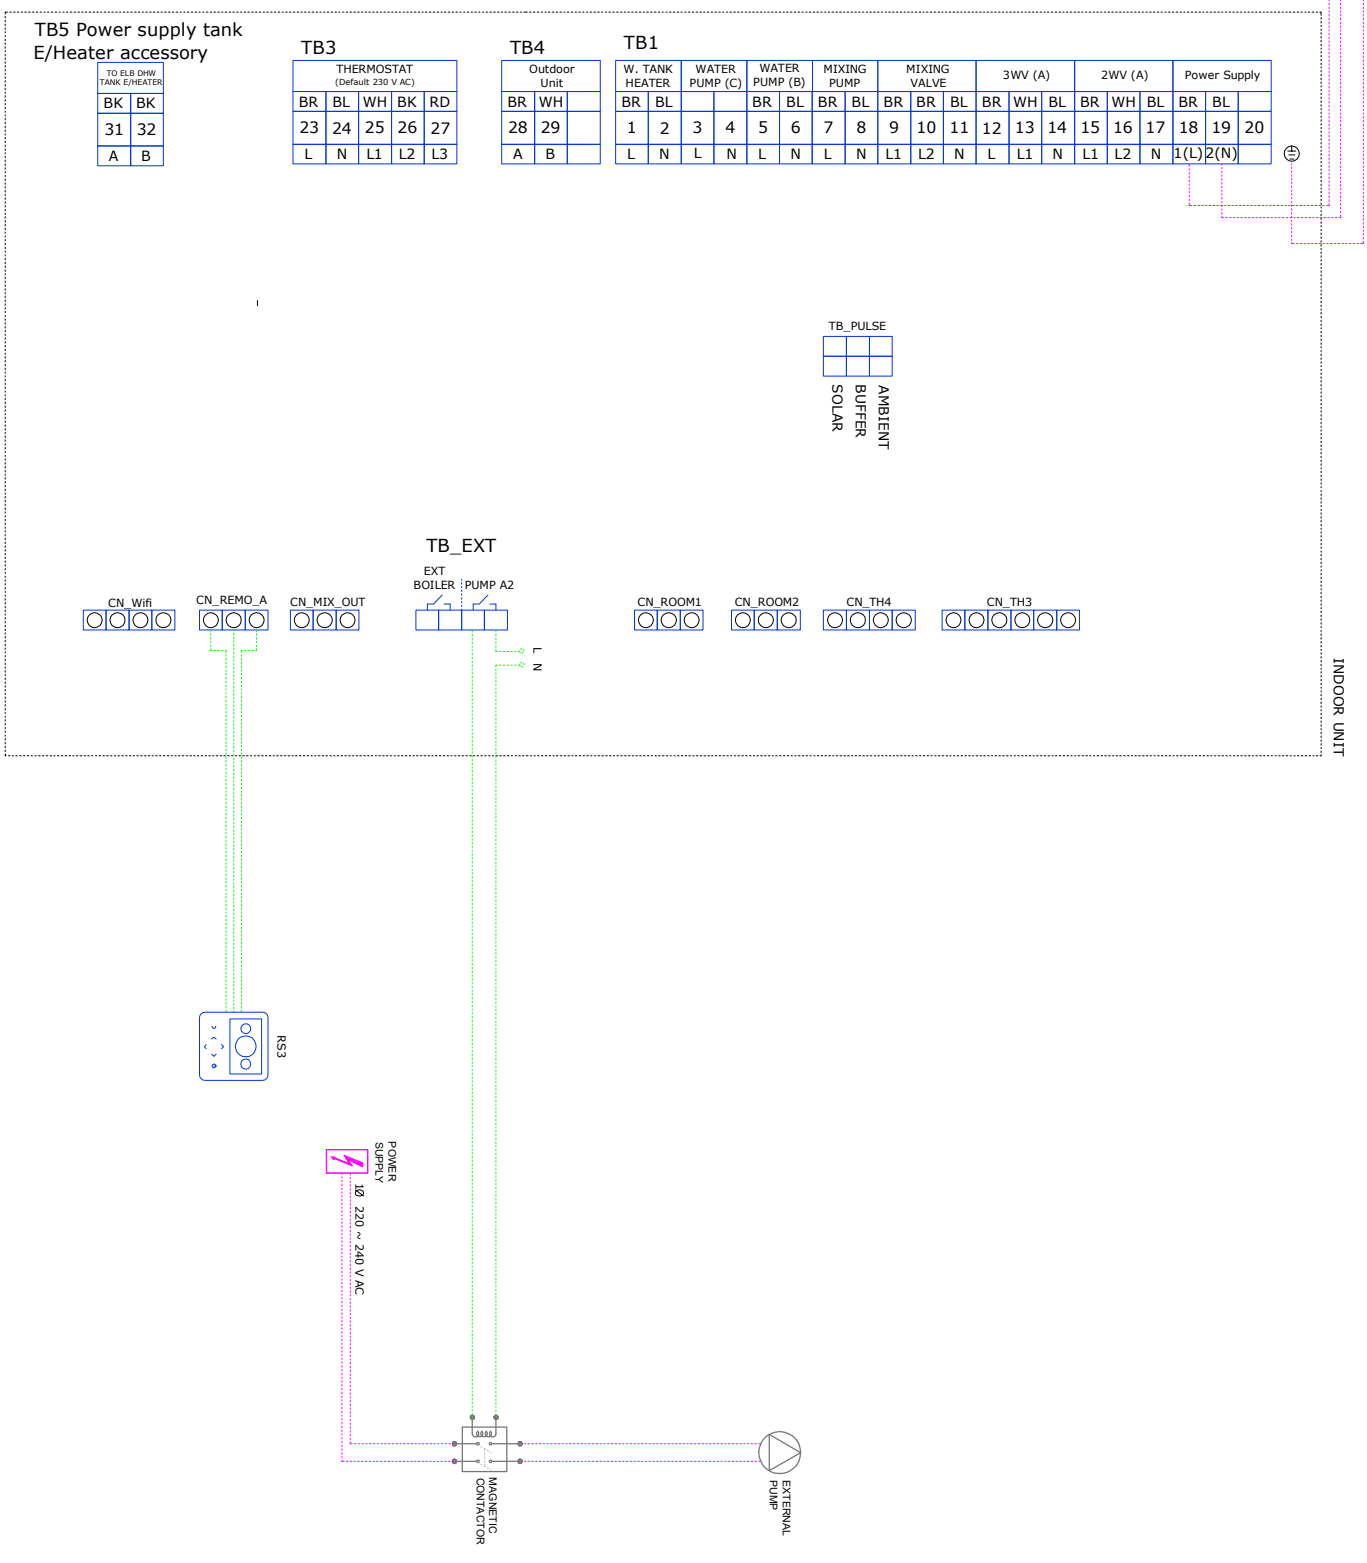 TB5 Power supply tank
E/Heater accessory
TO ELB DHW
TANK E/HEATER
BK BK
31 32
A B
TB3
THERMOSTAT
(Default 230 V AC)
BR BL WH BK RD
23 24 25 26 27
L N L1 L2 L3
TB4
Outdoor
Unit
BR WH
28 29
A B
TB1
W. TANK
HEATER
WATER
PUMP (C)
WATER
PUMP (B)
MIXING
PUMP
MIXING
VALVE
3WV (A)
2WV (A)
Power Supply
BR BL BR BL BR BL BR BR BL BR WH BL BR WH BL BR BL
1 2 3 4 5 6 7 8 9 10 11 12 13 14 15 16 17 18 19 20
L N L N L N L N L1 L2 N L L1 N L1 L2 N 1(L) 2(N)
TB_PULSE
SOLAR
BUFFER
AMBIENT
TB_EXT
EXT
BOILER
PUMP A2
CN_Wifi
CN_REMO_A
CN_MIX_OUT
CN_ROOM1
CN_ROOM2
CN_TH4
CN_TH3
L
N
INDOOR UNIT
RS3
POWER
SUPPLY
1Ø 220 ~ 240 V AC
MAGNETIC
CONTACTOR
EXTERNAL
PUMP